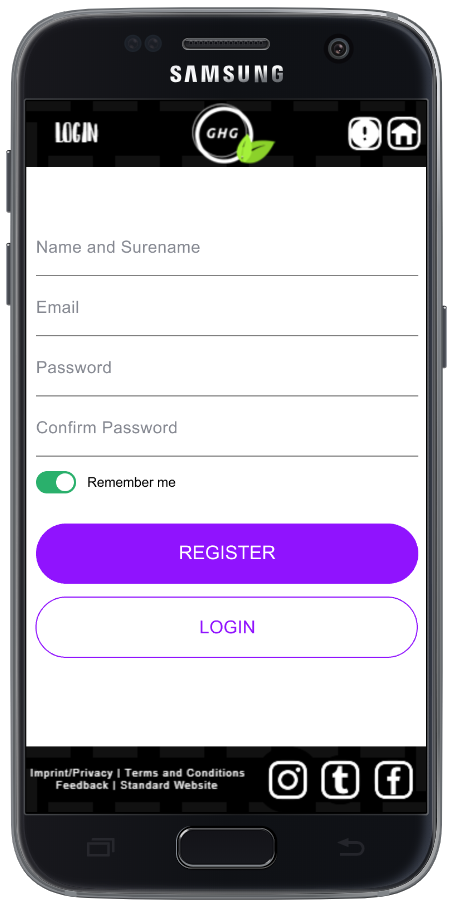 SAMSUNG
LOGIN
GHG
Name and Surename
Email
Password
Confirm Password
Remember me
REGISTER
LOGIN
Imprint/Privacy | Terms and Conditions
Feedback | Standard Website